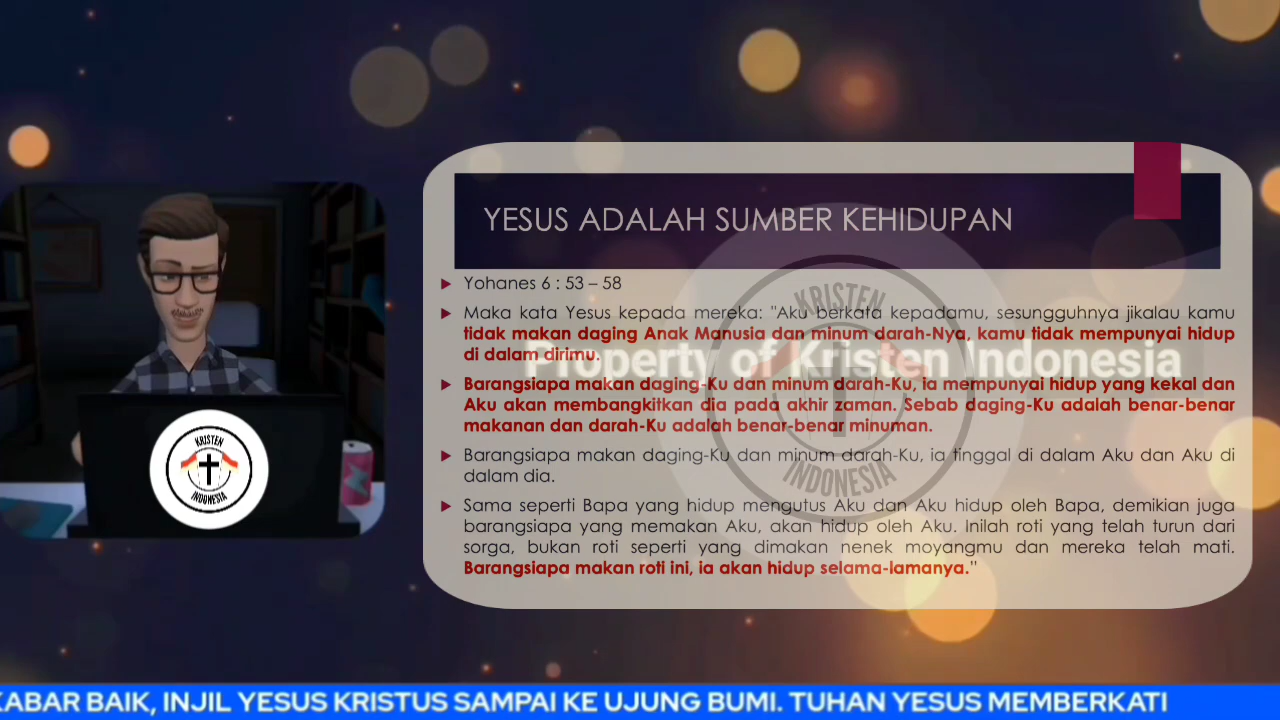 YESUS ADALAH SUMBER KEHIDUPAN
Yohanes 6 : 53 – 58
Maka kata Yesus kepada mereka: "Aku berkata kepadamu, sesungguhnya jikalau kamu
tidak makan daging Anak Manusia dan minum darah-Nya, kamu tidak mempunyai hidup
di dalam dirimu.
Property of Kristen Indonesia
Barangsiapa makan daging-Ku dan minum darah-Ku, ia mempunyai hidup yang kekal dan
Aku akan membangkitkan dia pada akhir zaman. Sebab daging-Ku adalah benar-benar
makanan dan darah-Ku adalah benar-benar minuman.
Barangsiapa makan daging-Ku dan minum darah-Ku, ia tinggal di dalam Aku dan Aku di
dalam dia.
Sama seperti Bapa yang hidup mengutus Aku dan Aku hidup oleh Bapa, demikian juga
barangsiapa yang memakan Aku, akan hidup oleh Aku. Inilah roti yang telah turun dari
sorga, bukan roti seperti yang dimakan nenek moyangmu dan mereka telah mati.
Barangsiapa makan roti ini, ia akan hidup selama-lamanya."
KRISTEN
INDONESIA
KRISTEN
INDONESIA
KABAR BAIK, INJIL YESUS KRISTUS SAMPAI KE UJUNG BUMI. TUHAN YESUS MEMBERKATI